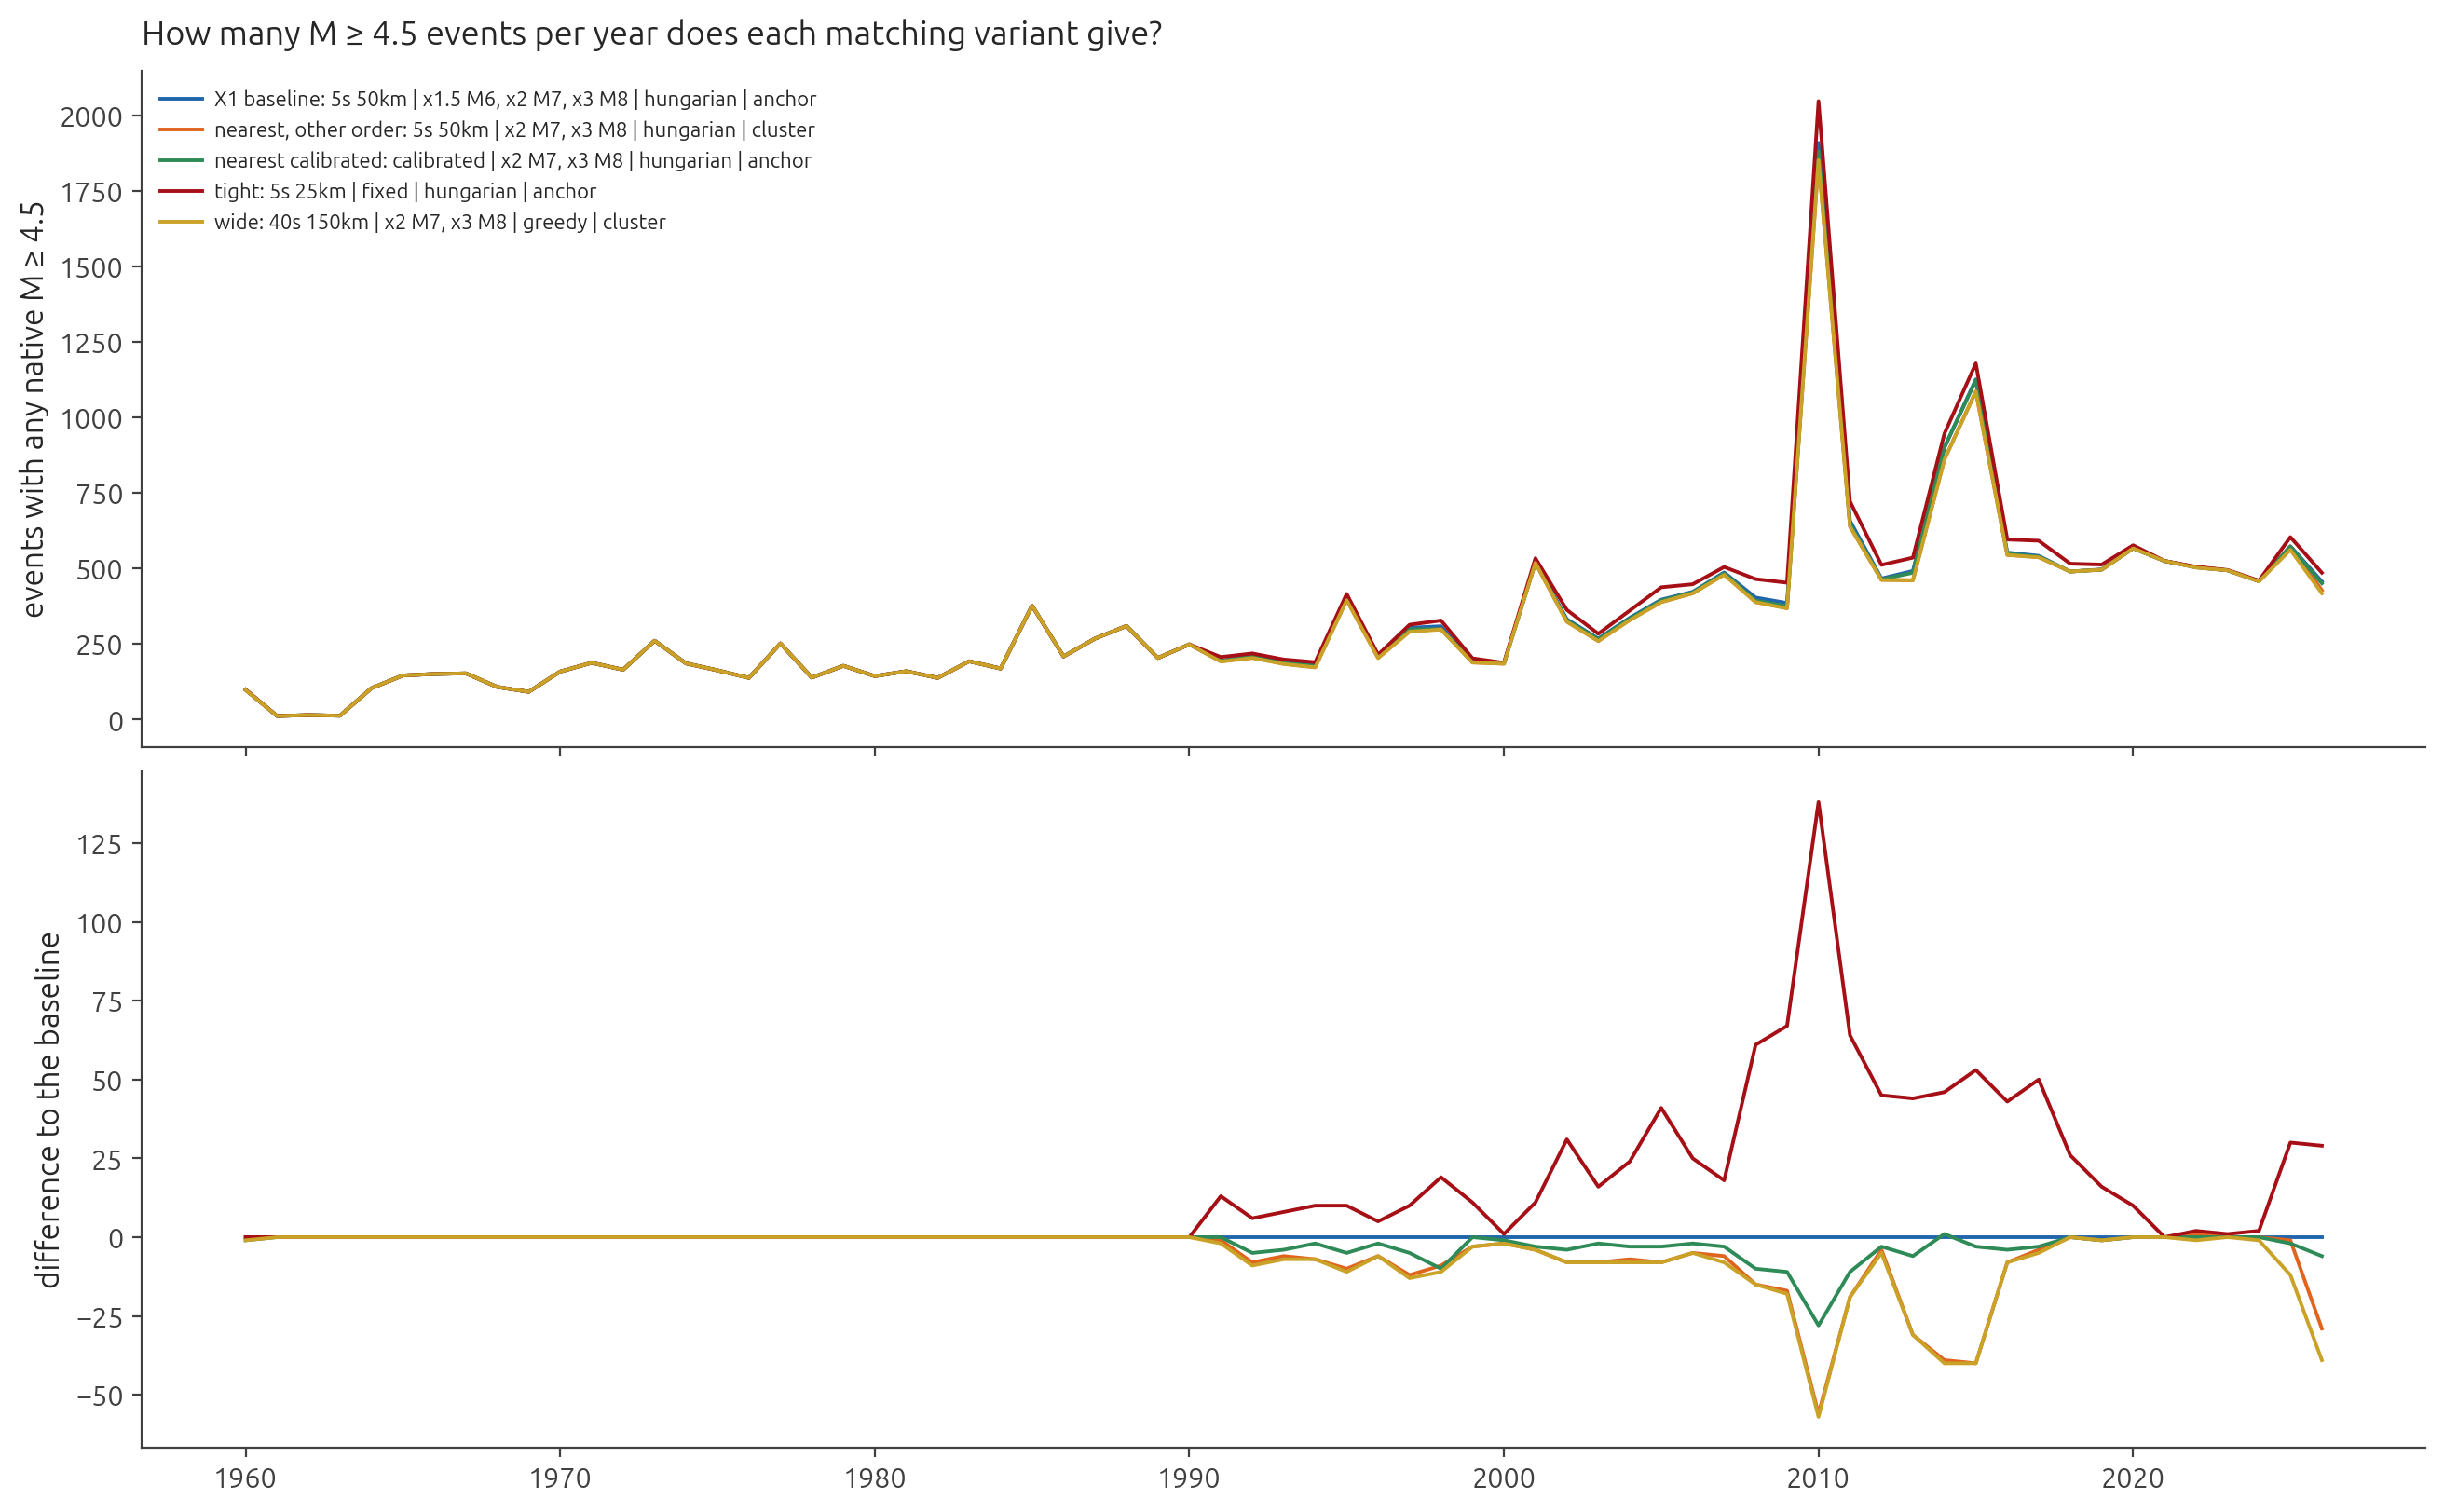 How many M ≥ 4.5 events per year does each matching variant give?
events with any native M ≥ 4.5
2000
1750
1500
1250
1000
750
500
250
0
X1 baseline: 5s 50km | x1.5 M6, x2 M7, x3 M8 | hungarian | anchor
nearest, other order: 5s 50km | x2 M7, x3 M8 | hungarian | cluster
nearest calibrated: calibrated | x2 M7, x3 M8 | hungarian | anchor
tight: 5s 25km | fixed | hungarian | anchor
wide: 40s 150km | x2 M7, x3 M8 | greedy | cluster
difference to the baseline
125
100
75
50
25
0
−25
−50
1960 1970 1980 1990 2000 2010 2020